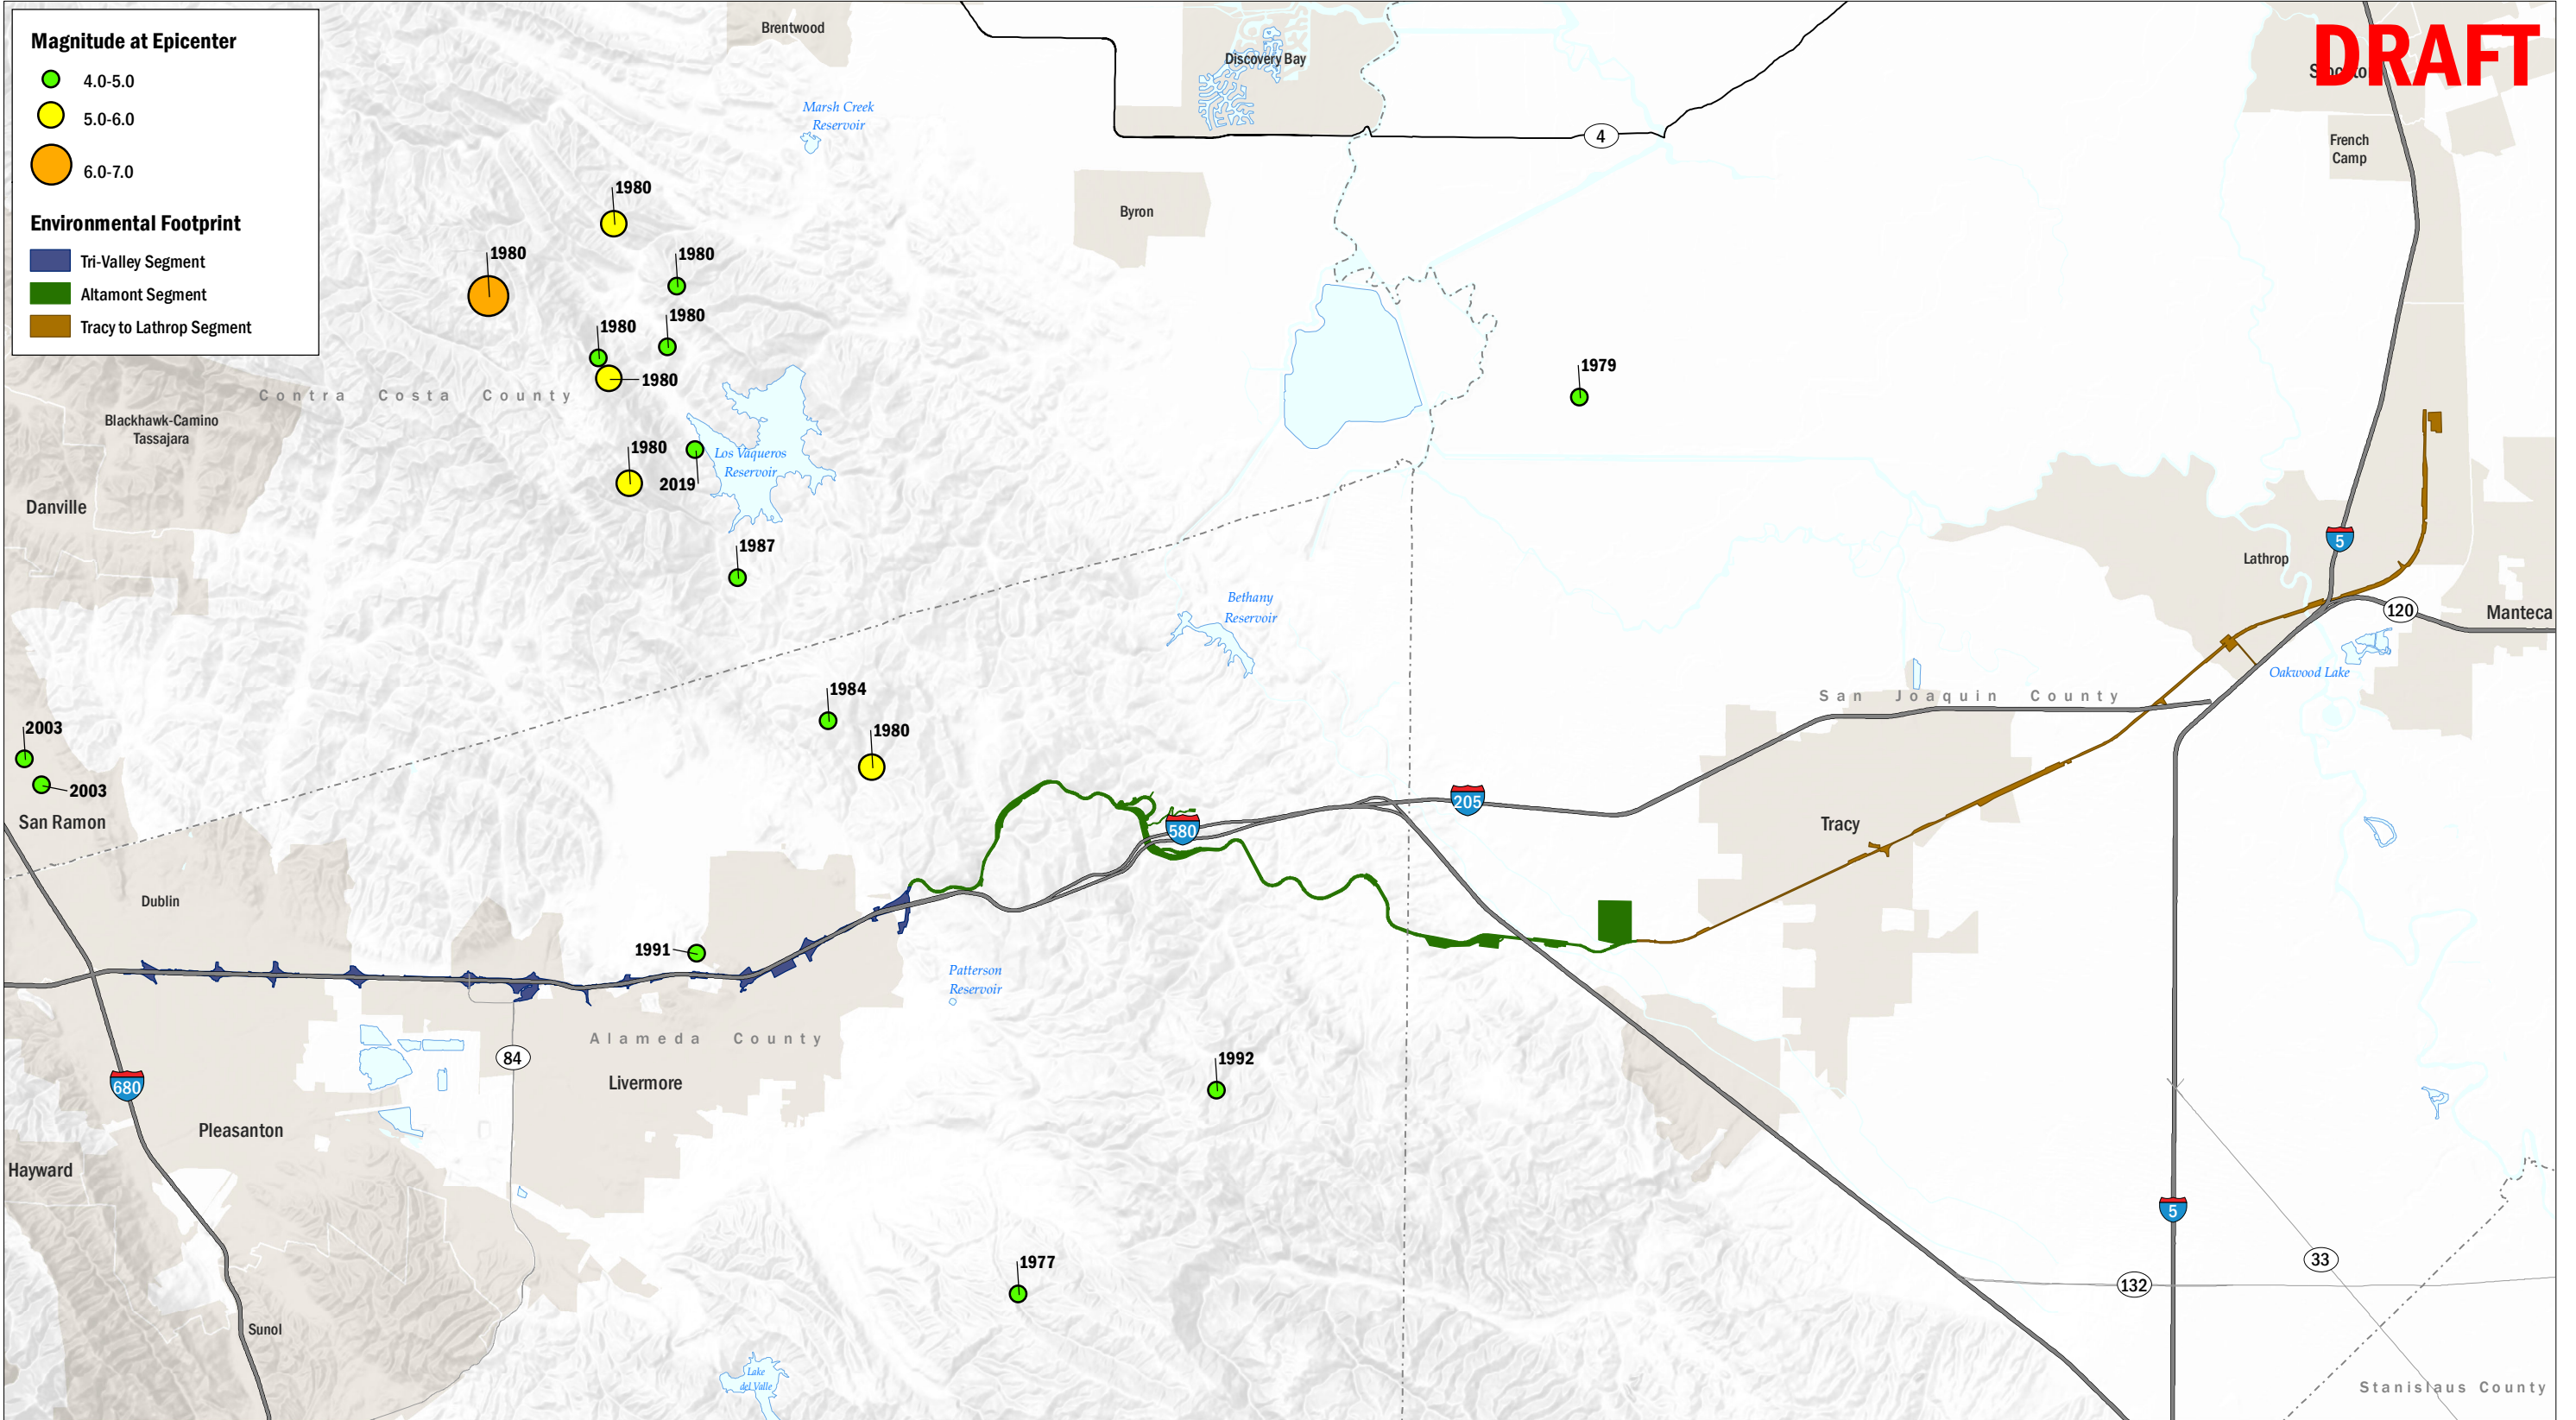 Magnitude at Epicenter
4.0-5.0
5.0-6.0
6.0-7.0
Environmental Footprint
Tri-Valley Segment
Altamont Segment
Tracy to Lathrop Segment
DRAFT
Brentwood
Discovery Bay
Marsh Creek
Reservoir
4
French
Camp
Byron
1980
1980
1980
1980
1980
1980
1979
Contra Costa County
Blackhawk-Camino
Tassajara
1980
Los Vaqueros
Reservoir
2019
Danville
1987
5
Lathrop
Bethany
Reservoir
120
Manteca
Oakwood Lake
San Joaquin County
1984
1980
2003
2003
San Ramon
205
580
Tracy
Dublin
1991
Patterson
Reservoir
Alameda County
84
Livermore
1992
680
Pleasanton
Hayward
5
33
132
1977
Sunol
Lake
del Valle
Stanislaus County